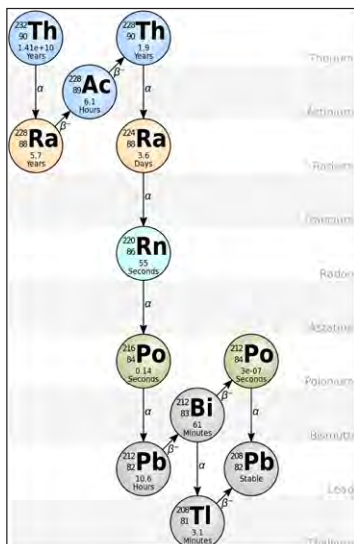 232 90 Th 1.41e+10 Years
228 90 Th 1.9 Years
Thorium
β⁻
β⁻
228 89 Ac 6.1 Hours
α
α
Actinium
228 88 Ra 5.7 Years
224 88 Ra 3.6 Days
Radium
α
Francium
220 86 Rn 55 Seconds
Radon
α
Astatine
216 84 Po 0.14 Seconds
212 84 Po 3e-07 Seconds
Polonium
β⁻
α
212 83 Bi 61 Minutes
α
Bismuth
β⁻
212 82 Pb 10.6 Hours
α
208 82 Pb Stable
Lead
β⁻
208 81 Tl 3.1 Minutes
Thallium